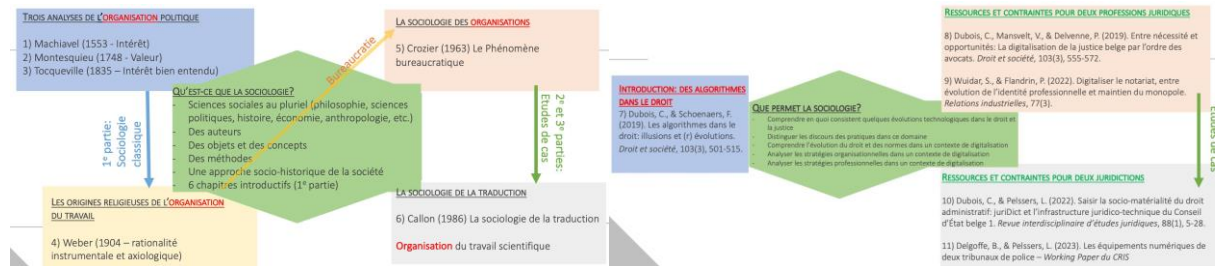 TROIS ANALYSES DE L'ORGANISATION POLITIQUE
1) Machiavel (1553 - Intérêt)
2) Montesquieu (1748 - Valeur)
3) Tocqueville (1835 – Intérêt bien entendu)
1e partie:
Sociologie
classique
LES ORIGINES RELIGIEUSES DE L'ORGANISATION
DU TRAVAIL
4) Weber (1904 – rationalité
instrumentale et axiologique)
QU'EST-CE QUE LA SOCIOLOGIE?
- Sciences sociales au pluriel (philosophie, sciences
politiques, histoire, économie, anthropologie, etc.)
- Des auteurs
- Des objets et des concepts
- Des méthodes
- Une approche socio-historique de la société
- 6 chapitres introductifs (1e partie)
Bureaucratie
LA SOCIOLOGIE DES ORGANISATIONS
5) Crozier (1963) Le Phénomène
bureaucratique
2e et 3e parties:
Etudes de cas
LA SOCIOLOGIE DE LA TRADUCTION
6) Callon (1986) La sociologie de la traduction
Organisation du travail scientifique
INTRODUCTION: DES ALGORITHMES
DANS LE DROIT
7) Dubois, C., & Schoenaers, F.
(2019). Les algorithmes dans le
droit: illusions et (r) évolutions.
Droit et société, 103(3), 501-515.
QUE PERMET LA SOCIOLOGIE?
- Comprendre en quoi consistent quelques évolutions technologiques dans le droit et
la justice
- Distinguer les discours des pratiques dans ce domaine
- Comprendre l'évolution du droit et des normes dans un contexte de digitalisation
- Analyser les stratégies organisationnelles dans un contexte de digitalisation
- Analyser les stratégies professionnelles dans un contexte de digitalisation
RESSOURCES ET CONTRAINTES POUR DEUX PROFESSIONS JURIDIQUES
8) Dubois, C., Mansvelt, V., & Delvenne, P. (2019). Entre nécessité et
opportunités: La digitalisation de la justice belge par l'ordre des
avocats. Droit et société, 103(3), 555-572.
9) Wuidar, S., & Flandrin, P. (2022). Digitaliser le notariat, entre
évolution de l'identité professionnelle et maintien du monopole.
Relations industrielles, 77(3).
Etudes de cas
RESSOURCES ET CONTRAINTES POUR DEUX JURIDICTIONS
10) Dubois, C., & Pelssers, L. (2022). Saisir la socio-matérialité du droit
administratif: juriDict et l'infrastructure juridico-technique du Conseil
d'État belge 1. Revue interdisciplinaire d'études juridiques, 88(1), 5-28.
11) Delgoffe, B., & Pelssers, L. (2023). Les équipements numériques de
deux tribunaux de police – Working Paper du CRIS